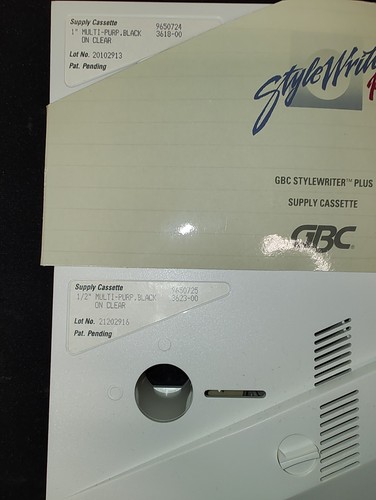 Supply Cassette
1" MULTI-PURP.BLACK 9650724
ON CLEAR 3618-00
Lot No. 20102913
Pat. Pending
StyleWrit
GBC STYLEWRITER™ PLUS
SUPPLY CASSETTE
GBC
Supply Cassette
1/2" MULTI-PURP.BLACK 9650725
ON CLEAR 3623-00
Lot No. 21202916
Pat. Pending